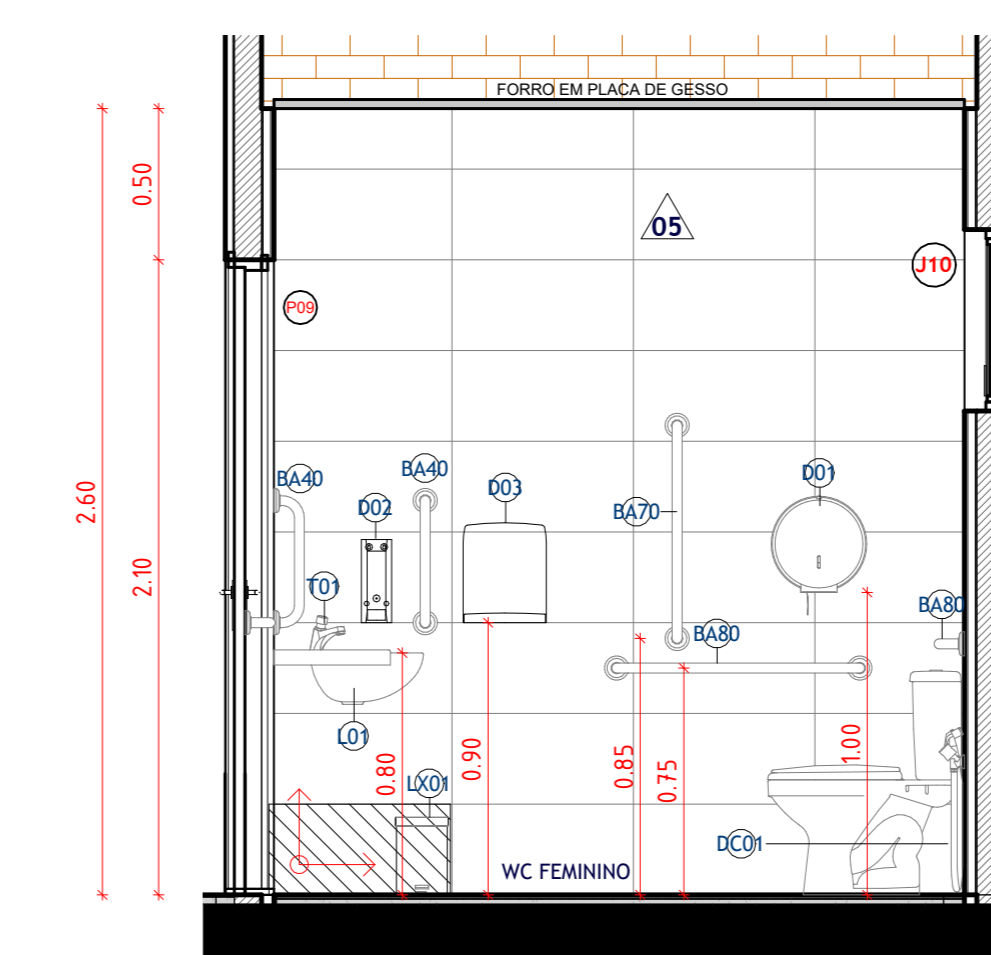 FORRO EM PLACA DE GESSO
0.50
05
J10
P09
2.60
2.10
BA40
BA40
D02
D03
BA70
D01
T01
BA80
BA80
L01
0.80
0.90
0.85
0.75
1.00
LX01
DC01
WC FEMININO